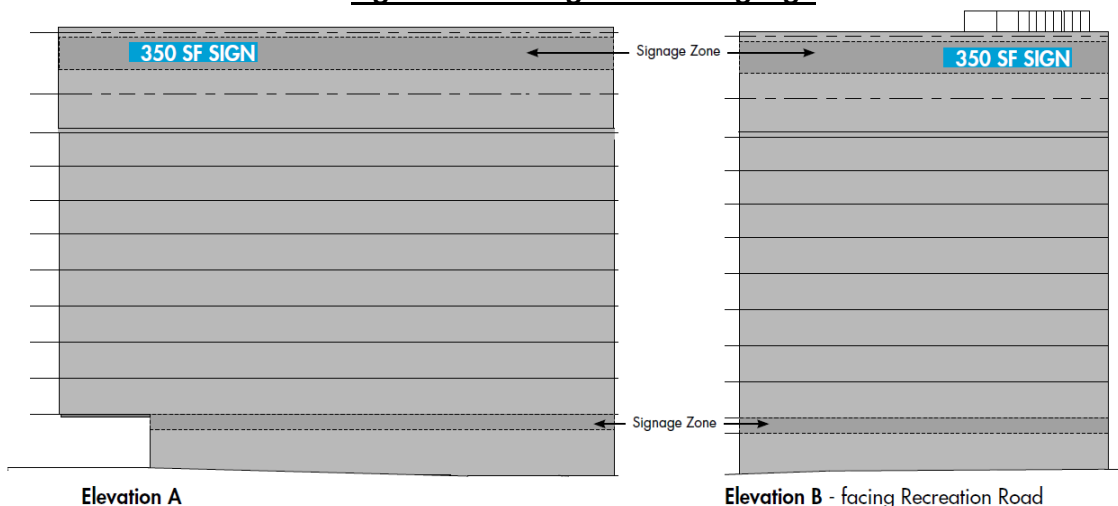 350 SF SIGN
Signage Zone
350 SF SIGN
Signage Zone
Elevation A
Elevation B - facing Recreation Road